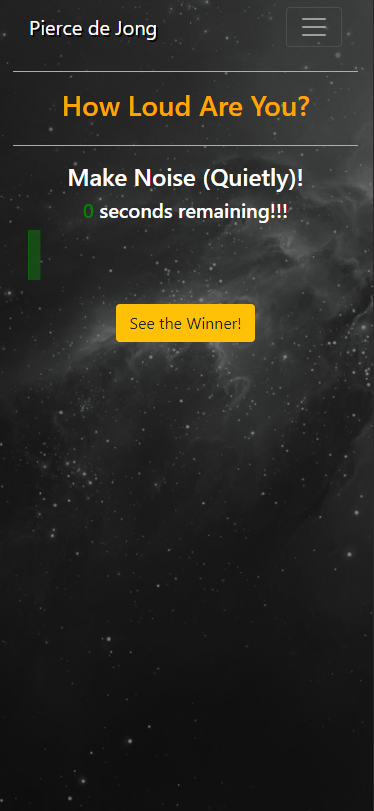 Pierce de Jong
How Loud Are You?
Make Noise (Quietly)!
0 seconds remaining!!!
See the Winner!